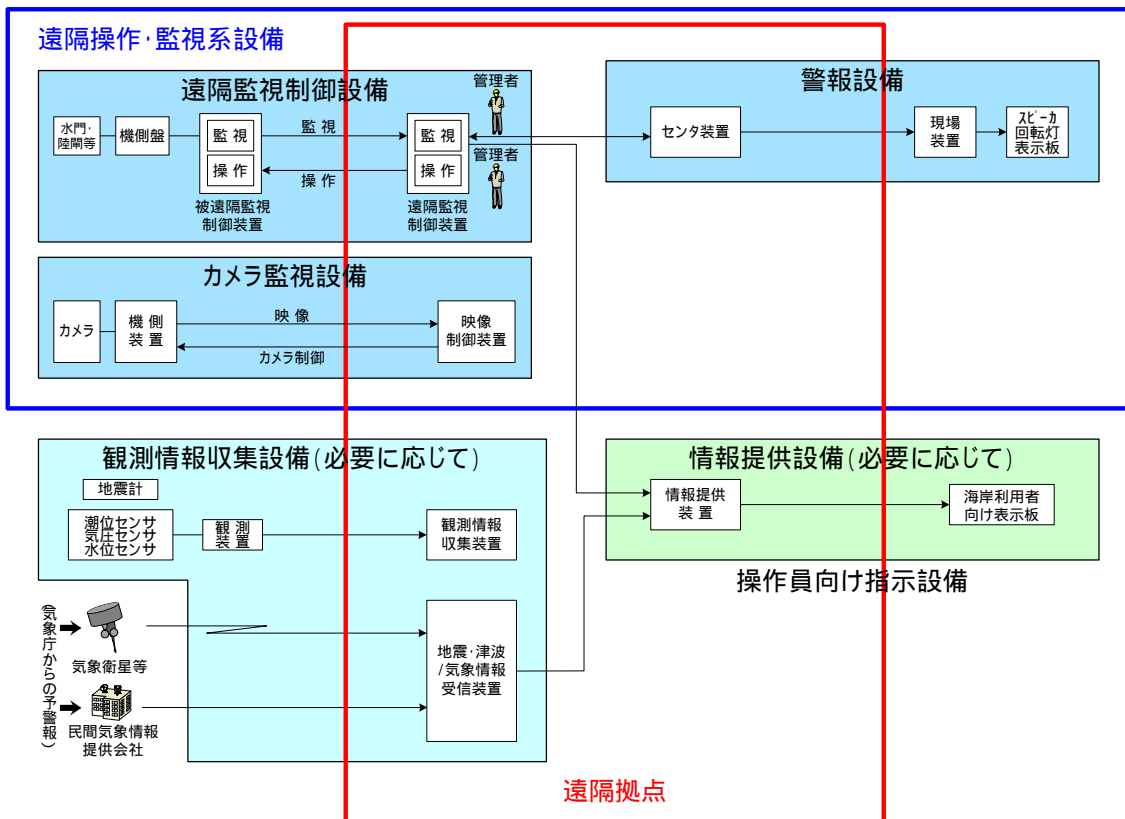 遠隔操作・監視系設備
遠隔監視制御設備
管理者
水門・
陸閘等
機側盤
監 視
操 作
監 視
操 作
監 視
操 作
被遠隔監視
制御装置
遠隔監視
制御装置
管理者
警報設備
センタ装置
現場
装置
スピーカ
回転灯
表示板
カメラ監視設備
カメラ
機 側
装 置
映 像
カメラ制御
映像
制御装置
観測情報収集設備(必要に応じて)
地震計
潮位センサ
気圧センサ
水位センサ
観 測
装 置
観測情報
収集装置
(気象庁からの予警報)
気象衛星等
民間気象情報
提供会社
地震・津波
/気象情報
受信装置
情報提供設備(必要に応じて)
情報提供
装 置
海岸利用者
向け表示板
操作員向け指示設備
遠隔拠点